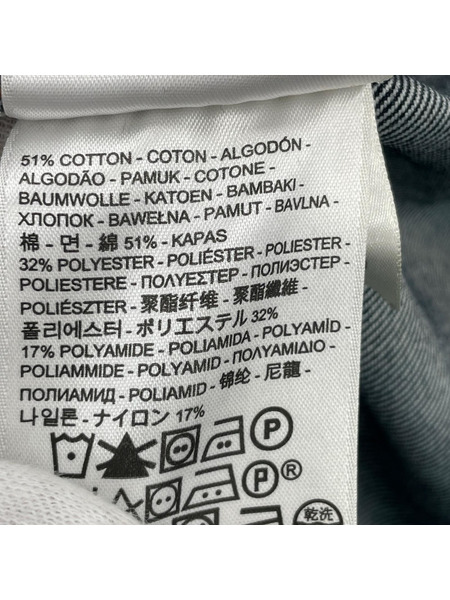 51% COTTON - COTON - ALGODÓN -
ALGODÃO - PAMUK - COTONE -
BAUMWOLLE - KATOEN - BAMBAKI -
ХЛОПОК - BAWEŁNA - PAMUT - BAVLNA -
棉 - 면 - 綿 51% - KAPAS
32% POLYESTER - POLIÉSTER - POLIESTER -
POLIESTERE - ПОЛУЕΣТЕР - ПОЛИЭСТЕР -
POLIÉSZTER - 聚酯纤维 - 聚酯纖維 -
폴리에스터 - ポリエステル 32%
17% POLYAMIDE - POLIAMIDA - POLYAMİD -
POLIAMMIDE - POLYAMID - ΠΟΛΥΑΜΙΔΙΟ -
ПОЛИАМИД - POLIAMID - 锦纶 - 尼龍 -
나일론 - ナイロン 17%
P
P ®
乾洗